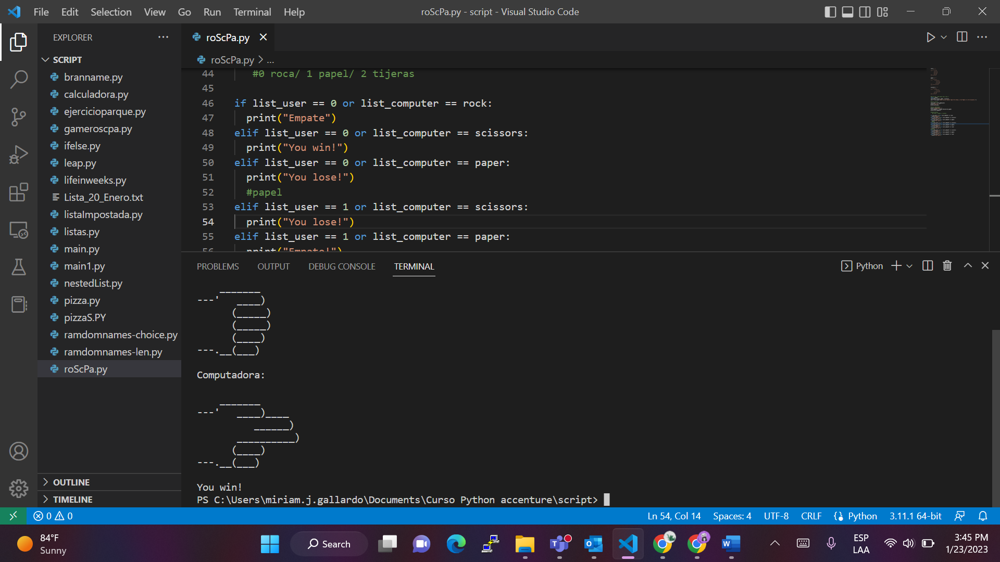 File Edit Selection View Go Run Terminal Help
roScPa.py - script - Visual Studio Code
EXPLORER
SCRIPT
branname.py
calculadora.py
ejercicioparque.py
gameroscpa.py
ifelse.py
leap.py
lifeinweeks.py
Lista_20_Enero.txt
listaImpostada.py
listas.py
main.py
main1.py
nestedList.py
pizza.py
pizzaS.PY
ramdomnames-choice.py
ramdomnames-len.py
roScPa.py
OUTLINE
TIMELINE
roScPa.py
roScPa.py > ...
44 #0 roca/ 1 papel/ 2 tijeras
45
46 if list_user == 0 or list_computer == rock:
47 print("Empate")
48 elif list_user == 0 or list_computer == scissors:
49 print("You win!")
50 elif list_user == 0 or list_computer == paper:
51 print("You lose!")
52 #papel
53 elif list_user == 1 or list_computer == scissors:
54 print("You lose!")
55 elif list_user == 1 or list_computer == paper:
56 print("Empate!")
PROBLEMS OUTPUT DEBUG CONSOLE TERMINAL
Python
    _______
---'   ____)
      (_____)
      (_____)
      (____)
---.__(___)
Computadora:
    _______
---'   ____)____
          ______)
       __________)
      (____)
---.__(___)
You win!
PS C:\Users\miriam.j.gallardo\Documents\Curso Python accenture\script>
0 0
Ln 54, Col 14 Spaces: 4 UTF-8 CRLF Python 3.11.1 64-bit
84°F
Sunny
Search
ESP
LAA
3:45 PM
1/23/2023